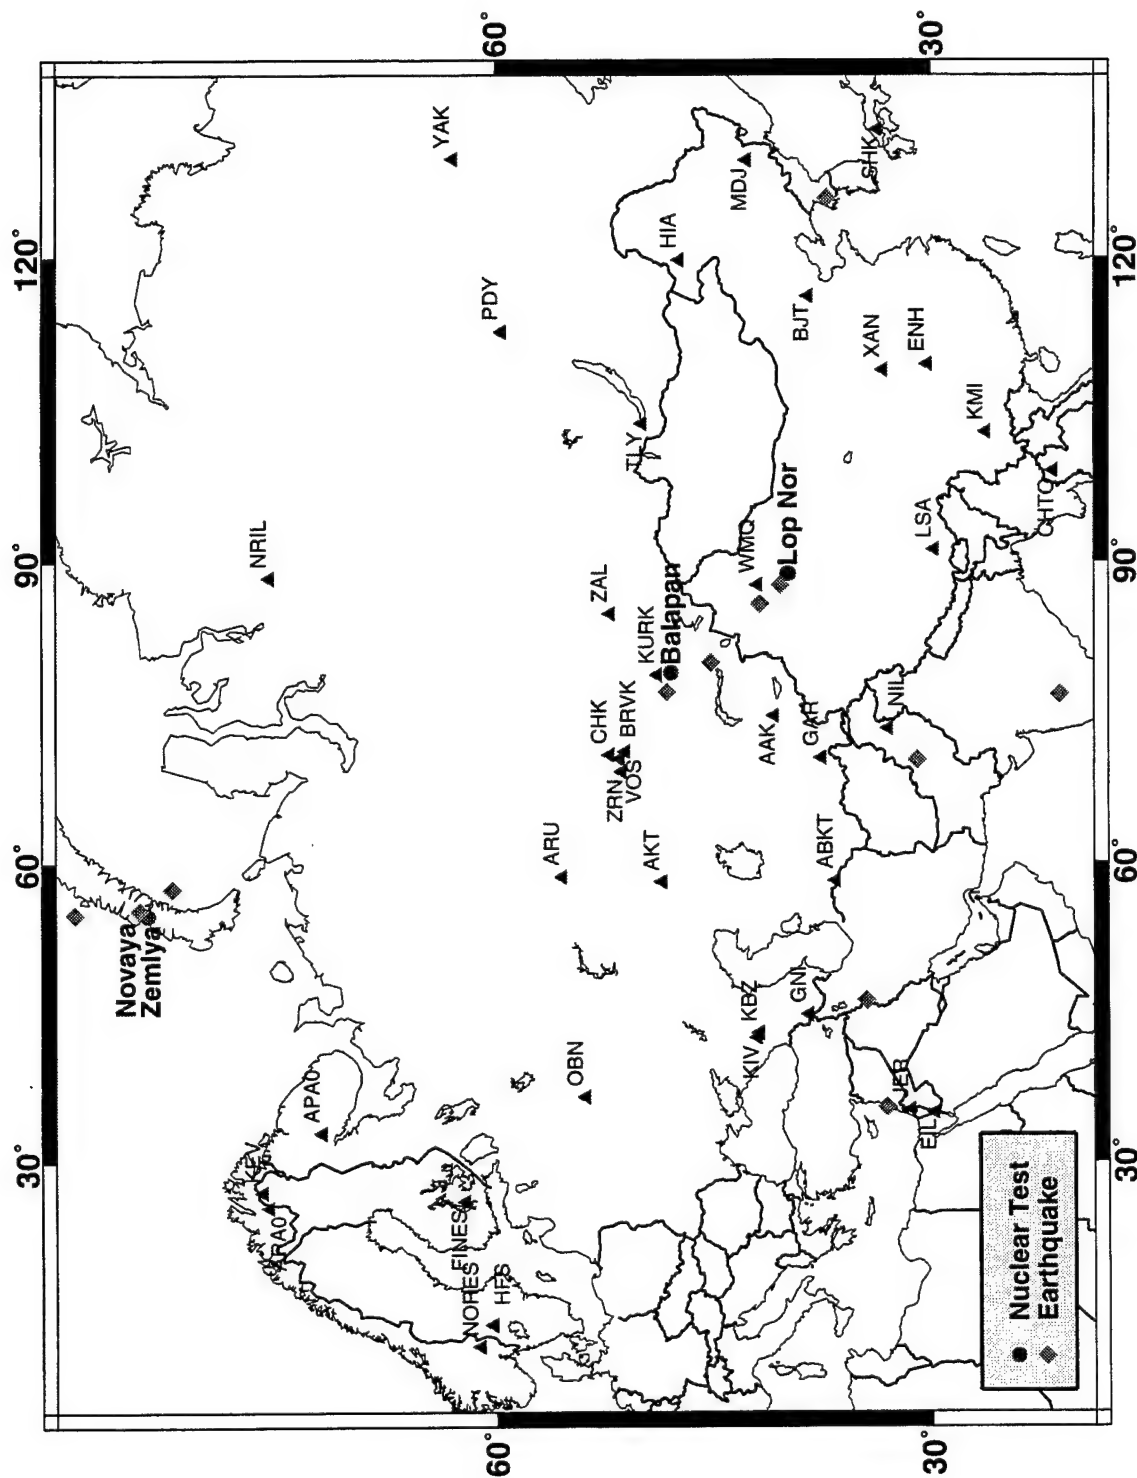 Novaya
Zemlya
NRIL
KEV
ARA0
APA0
YAK
60°
60°
NORES
FINES
HFS
PDY
ARU
OBN
CHK
ZAL
ZRN
VOS
BRVK
TLY
KURK
AKT
Balapan
HIA
MDJ
KIV
KBZ
WMQ
AAK
Lop Nor
GNI
GAR
BJT
ABKT
SHK
XAN
NIL
JER
EIL
ENH
LSA
30°
30°
KMI
CHTO
Nuclear Test
Earthquake
30°
60°
90°
120°
30°
60°
90°
120°